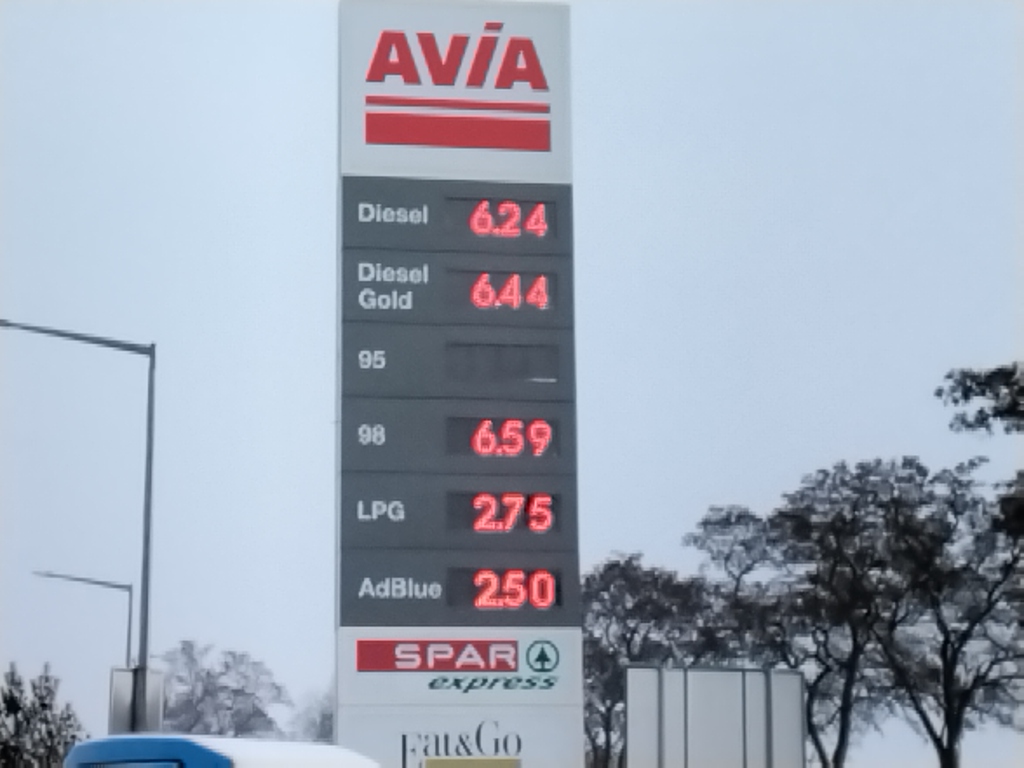 AVIA
Diesel 6.24
Diesel
Gold 6.44
95
98 6.59
LPG 2.75
AdBlue 2.50
SPAR
express
Eat&Go